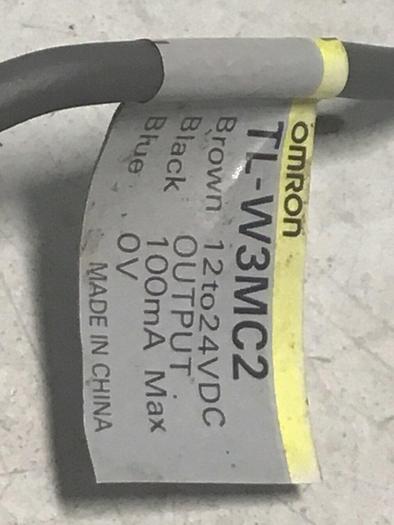 OMRON
TL-W3MC2
Brown 12to24VDC
Black OUTPUT
100mA Max
Blue 0V
MADE IN CHINA